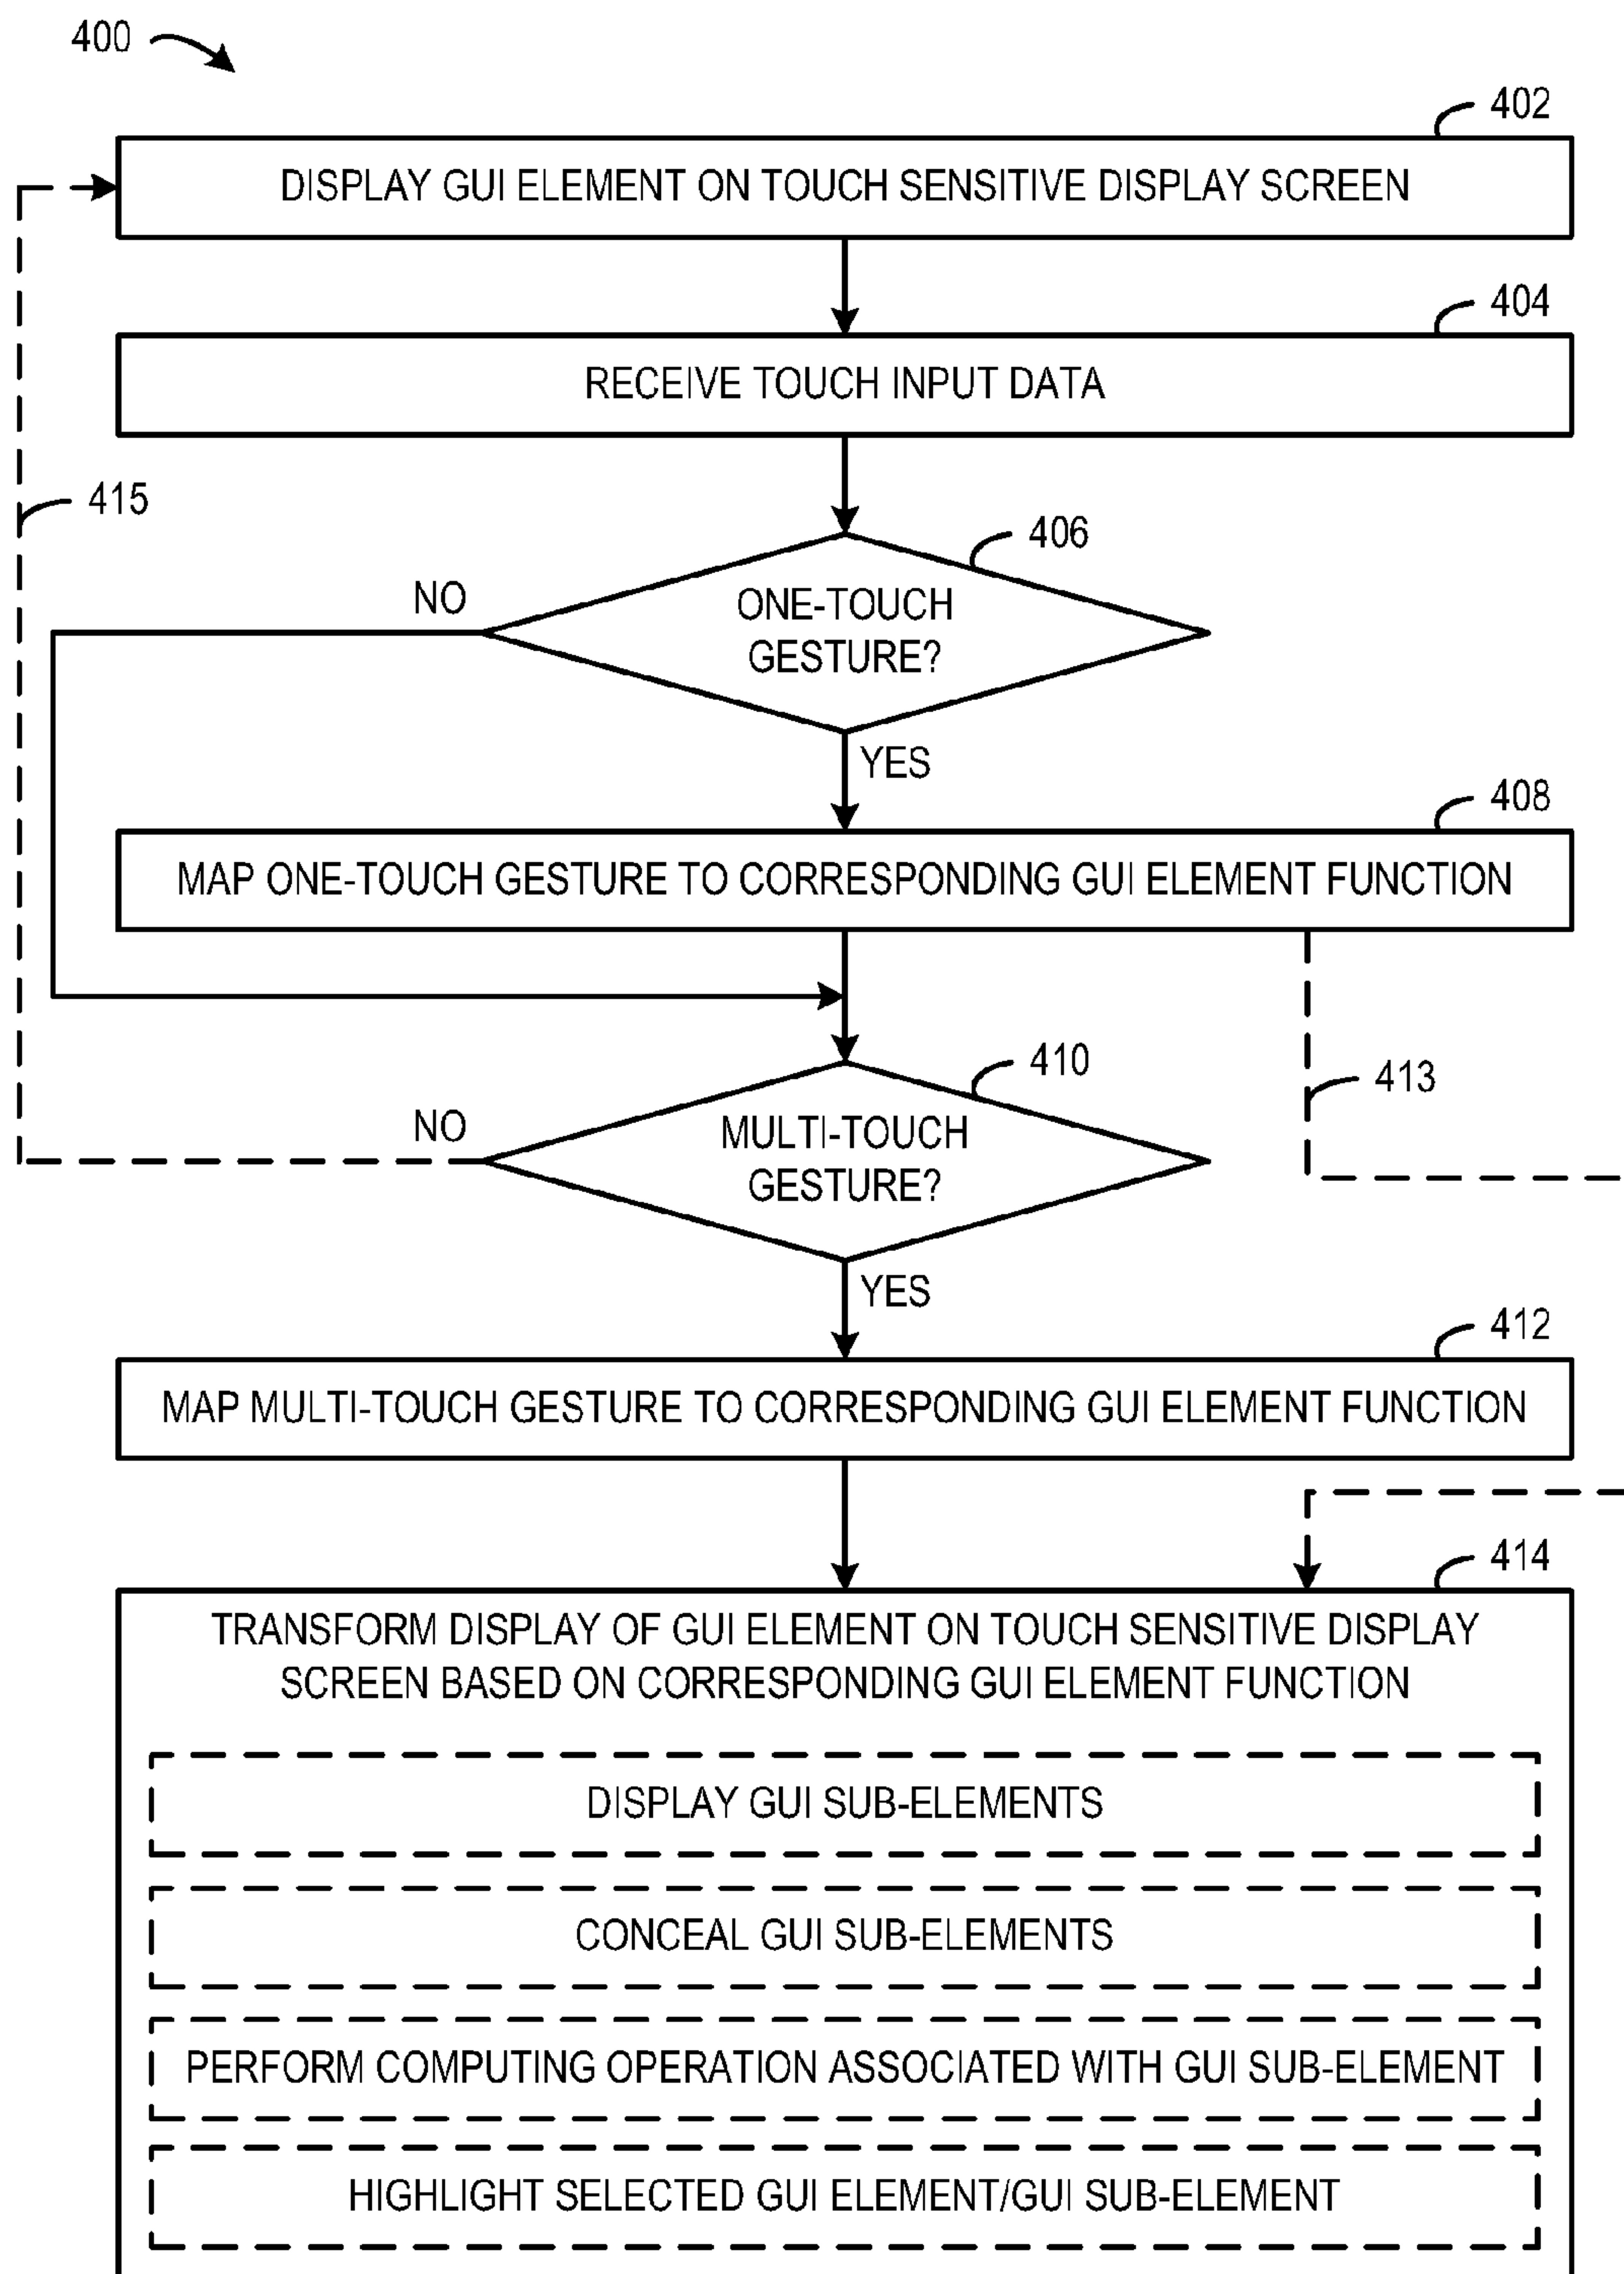 400
402
DISPLAY GUI ELEMENT ON TOUCH SENSITIVE DISPLAY SCREEN
404
RECEIVE TOUCH INPUT DATA
415
406
NO
ONE-TOUCH
GESTURE?
YES
408
MAP ONE-TOUCH GESTURE TO CORRESPONDING GUI ELEMENT FUNCTION
410
413
NO
MULTI-TOUCH
GESTURE?
YES
412
MAP MULTI-TOUCH GESTURE TO CORRESPONDING GUI ELEMENT FUNCTION
414
TRANSFORM DISPLAY OF GUI ELEMENT ON TOUCH SENSITIVE DISPLAY
SCREEN BASED ON CORRESPONDING GUI ELEMENT FUNCTION
DISPLAY GUI SUB-ELEMENTS
CONCEAL GUI SUB-ELEMENTS
PERFORM COMPUTING OPERATION ASSOCIATED WITH GUI SUB-ELEMENT
HIGHLIGHT SELECTED GUI ELEMENT/GUI SUB-ELEMENT